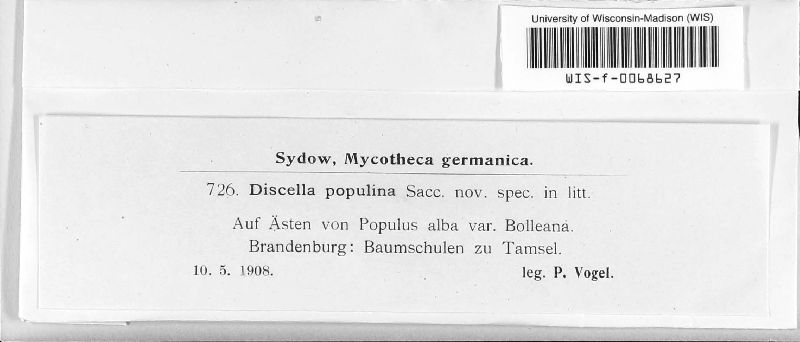 University of Wisconsin-Madison (WIS)
WIS-f-0068627
Sydow, Mycotheca germanica.
726. Discella populina Sacc. nov. spec. in litt.
Auf Ästen von Populus alba var. Bolleana.
Brandenburg: Baumschulen zu Tamsel.
10. 5. 1908. leg. P. Vogel.